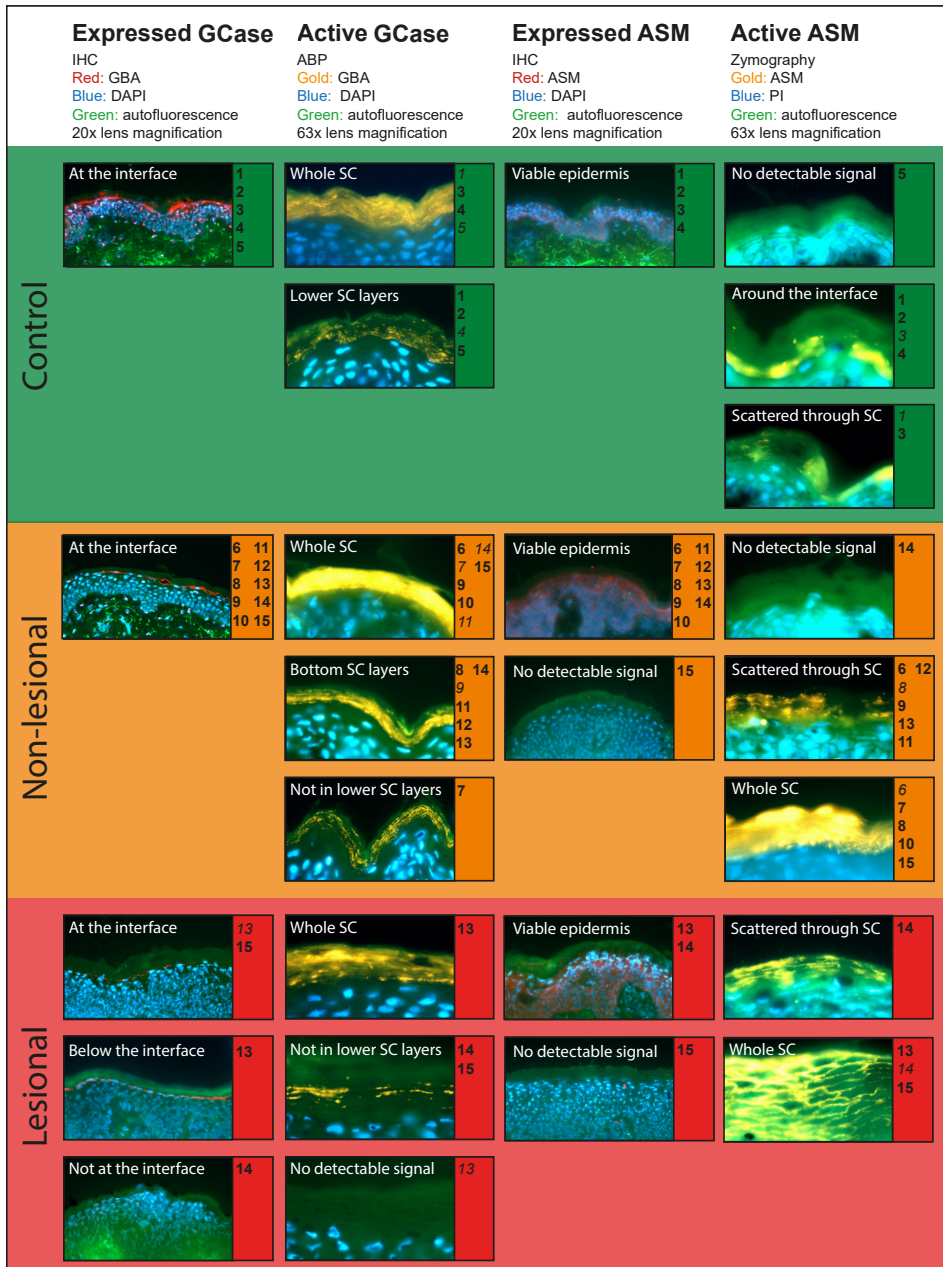 Expressed GCase
IHC
Red: GBA
Blue: DAPI
Green: autofluorescence
20x lens magnification
Active GCase
ABP
Gold: GBA
Blue: DAPI
Green: autofluorescence
63x lens magnification
Expressed ASM
IHC
Red: ASM
Blue: DAPI
Green: autofluorescence
20x lens magnification
Active ASM
Zymography
Gold: ASM
Blue: PI
Green: autofluorescence
63x lens magnification
Control
At the interface
1
2
3
4
5
Whole SC
1
3
4
5
Viable epidermis
1
2
3
4
No detectable signal
5
Lower SC layers
1
2
4
5
Around the interface
1
2
3
4
Scattered through SC
1
3
Non-lesional
At the interface
6 11
7 12
8 13
9 14
10 15
Whole SC
6 14
7 15
9
10
11
Viable epidermis
6 11
7 12
8 13
9 14
10
No detectable signal
14
Bottom SC layers
8 14
9
11
12
13
No detectable signal
15
Scattered through SC
6 12
8
9
13
11
Not in lower SC layers
7
Whole SC
6
7
8
10
15
Lesional
At the interface
13
15
Whole SC
13
Viable epidermis
13
14
Scattered through SC
14
Below the interface
13
Not in lower SC layers
14
15
No detectable signal
15
Whole SC
13
14
15
Not at the interface
14
No detectable signal
13